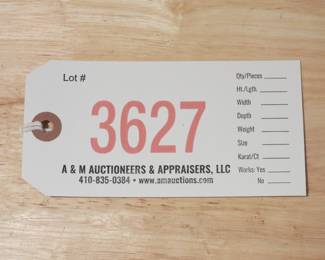 Lot #
3627
A & M AUCTIONEERS & APPRAISERS, LLC
410-835-0384 • www.amauctions.com
Qty/Pieces
Ht./Lgth.
Width
Depth
Weight
Size
Karat/Ct
Works: Yes
No